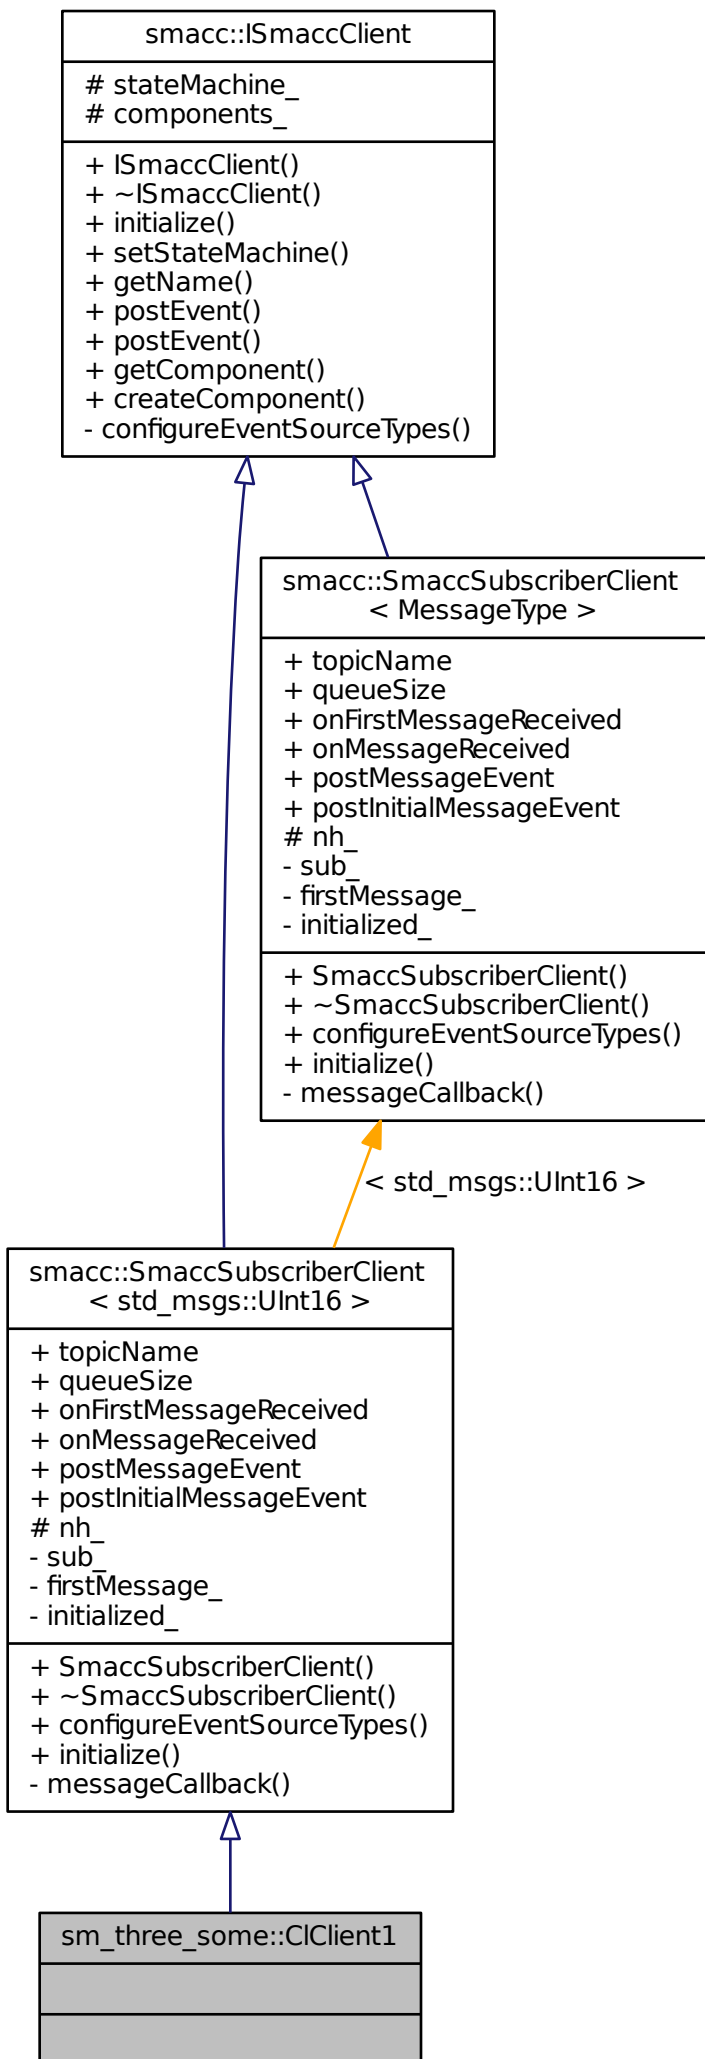 smacc::ISmaccClient
# stateMachine_
# components_
+ ISmaccClient()
+ ~ISmaccClient()
+ initialize()
+ setStateMachine()
+ getName()
+ postEvent()
+ postEvent()
+ getComponent()
+ createComponent()
- configureEventSourceTypes()
smacc::SmaccSubscriberClient
< MessageType >
+ topicName
+ queueSize
+ onFirstMessageReceived
+ onMessageReceived
+ postMessageEvent
+ postInitialMessageEvent
# nh_
- sub_
- firstMessage_
- initialized_
+ SmaccSubscriberClient()
+ ~SmaccSubscriberClient()
+ configureEventSourceTypes()
+ initialize()
- messageCallback()
< std_msgs::UInt16 >
smacc::SmaccSubscriberClient
< std_msgs::UInt16 >
+ topicName
+ queueSize
+ onFirstMessageReceived
+ onMessageReceived
+ postMessageEvent
+ postInitialMessageEvent
# nh_
- sub_
- firstMessage_
- initialized_
+ SmaccSubscriberClient()
+ ~SmaccSubscriberClient()
+ configureEventSourceTypes()
+ initialize()
- messageCallback()
sm_three_some::ClClient1